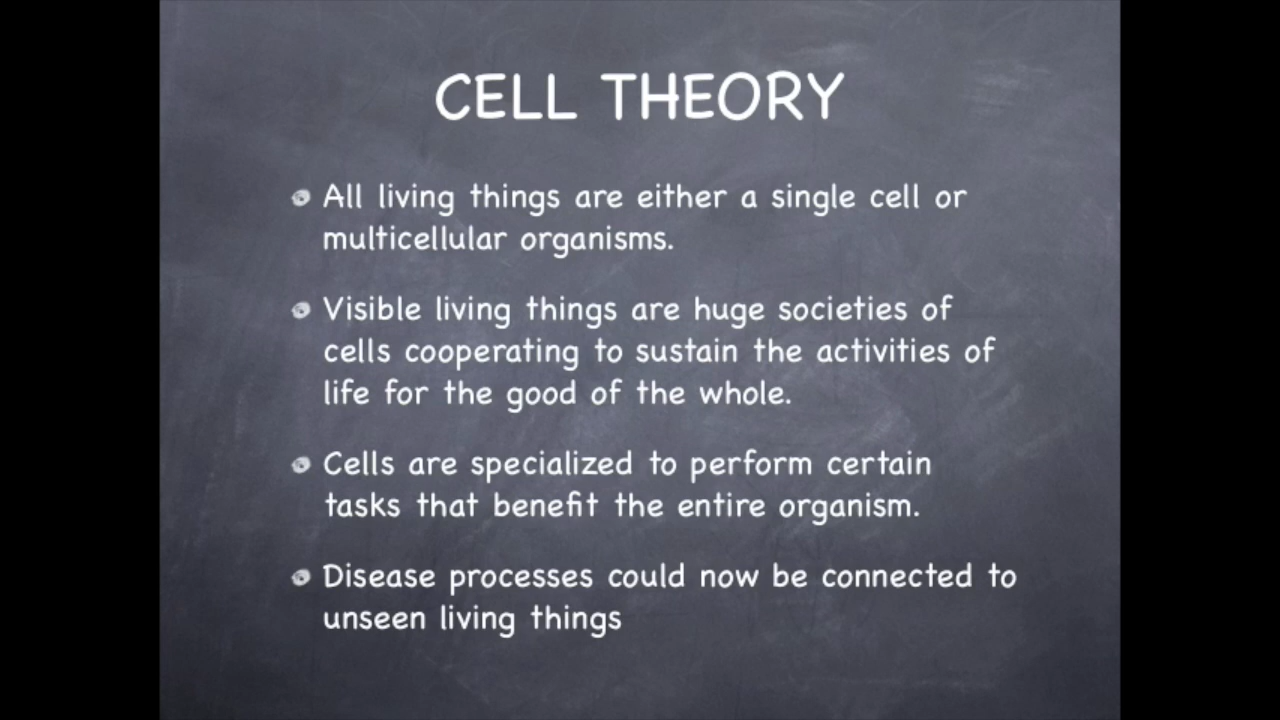 CELL THEORY
All living things are either a single cell or
multicellular organisms.
Visible living things are huge societies of
cells cooperating to sustain the activities of
life for the good of the whole.
Cells are specialized to perform certain
tasks that benefit the entire organism.
Disease processes could now be connected to
unseen living things